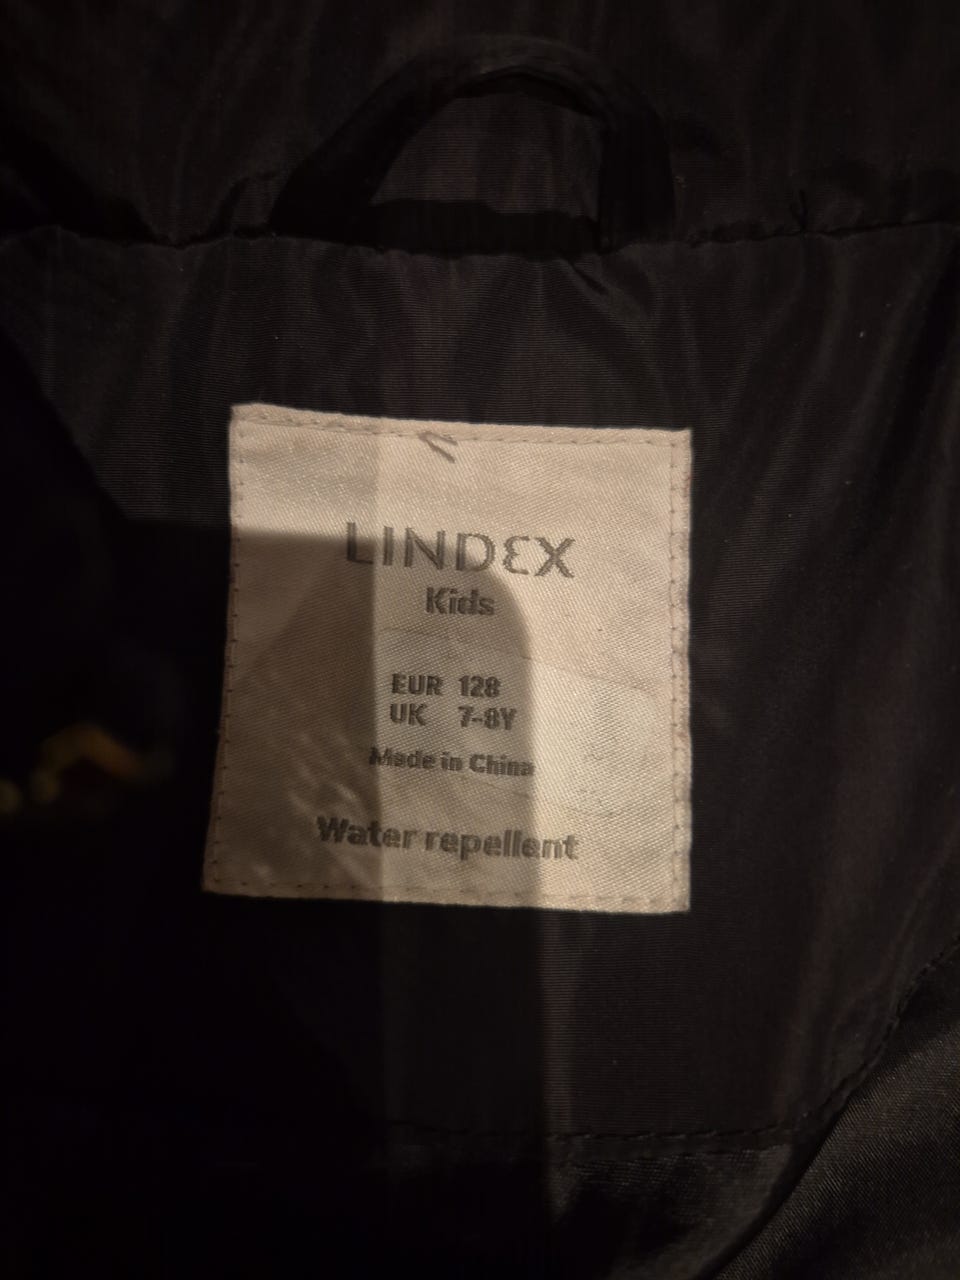 LINDEX
Kids
EUR 128
UK 7-8Y
Made in China
Water repellent